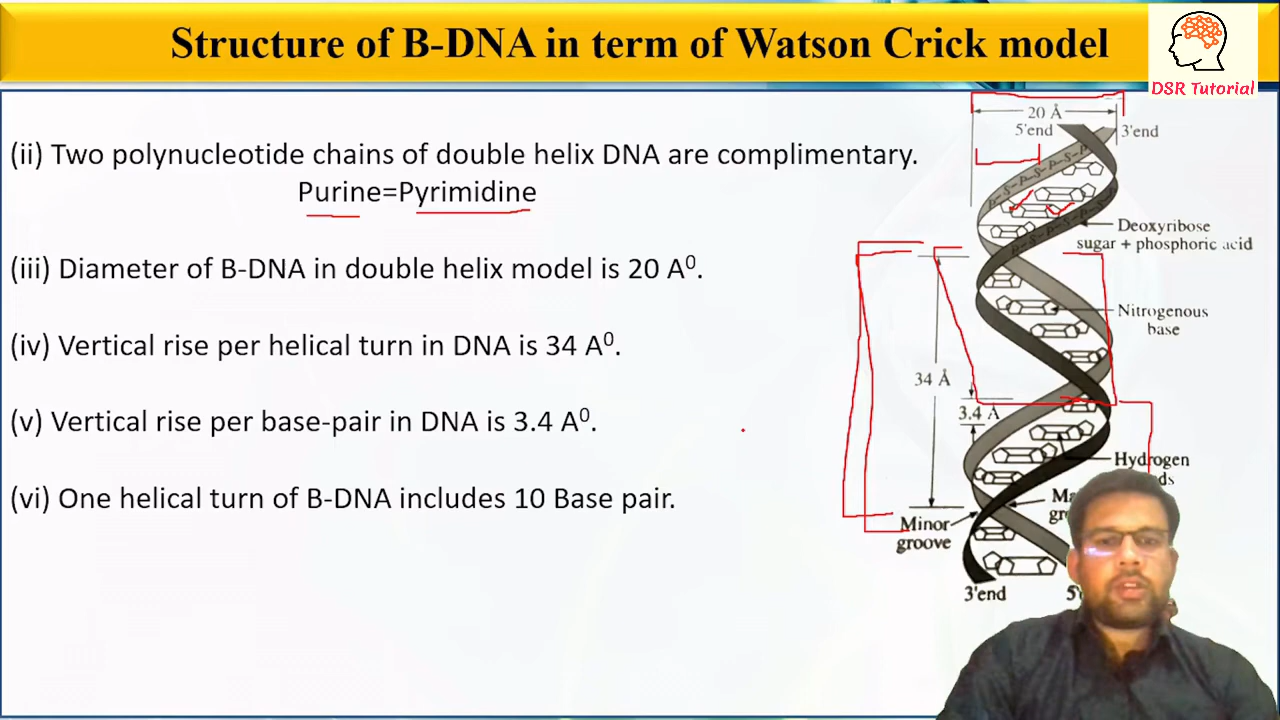 Structure of B-DNA in term of Watson Crick model
DSR Tutorial
(ii) Two polynucleotide chains of double helix DNA are complimentary.
Purine=Pyrimidine
(iii) Diameter of B-DNA in double helix model is 20 A⁰.
(iv) Vertical rise per helical turn in DNA is 34 A⁰.
(v) Vertical rise per base-pair in DNA is 3.4 A⁰.
(vi) One helical turn of B-DNA includes 10 Base pair.
20 Å
5'end
3'end
Deoxyribose
sugar + phosphoric acid
Nitrogenous
base
34 Å
3.4 Å
Hydrogen
Minor
groove
3'end